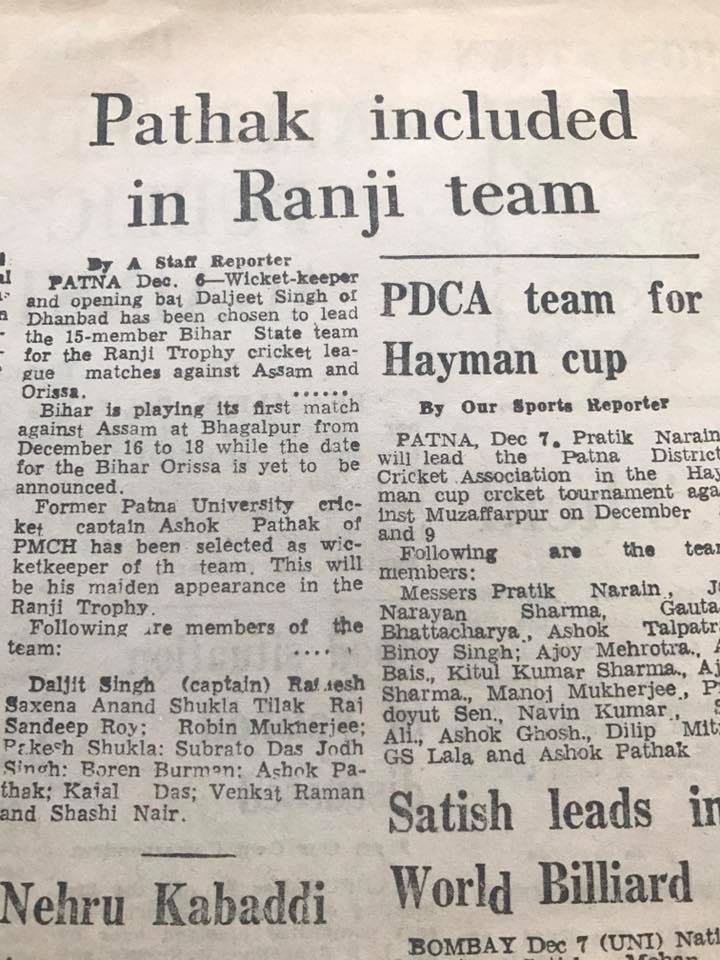 Pathak included
in Ranji team
By A Staff Reporter
PATNA Dec. 6—Wicket-keeper
and opening bat Daljeet Singh of
Dhanbad has been chosen to lead
the 15-member Bihar State team
for the Ranji Trophy cricket lea-
gue matches against Assam and
Orissa. ......
Bihar is playing its first match
against Assam at Bhagalpur from
December 16 to 18 while the date
for the Bihar Orissa is yet to be
announced.
Former Patna University cric-
ket captain Ashok Pathak of
PMCH has been selected as wic-
ketkeeper of th team. This will
be his maiden appearance in the
Ranji Trophy.
Following are members of the
team: .....
Daljit Singh (captain) Ramesh
Saxena Anand Shukla Tilak Raj
Sandeep Roy; Robin Mukherjee;
Rakesh Shukla: Subrato Das Jodh
Singh: Boren Burman: Ashok Pa-
thak; Kajal Das; Venkat Raman
and Shashi Nair.
Nehru Kabaddi
PDCA team for
Hayman cup
By Our Sports Reporter
PATNA, Dec 7. Pratik Narain
will lead the Patna District
Cricket Association in the Hay
man cup crcket tournament aga
inst Muzaffarpur on December
and 9
Following are the team
members:
Messers Pratik Narain,
Narayan Sharma, Gauta
Bhattacharya., Ashok Talpatr
Binoy Singh; Ajoy Mehrotra.,
Bais., Kitul Kumar Sharma., Aj
Sharma., Manoj Mukherjee., P
doyut Sen., Navin Kumar.,
Ali., Ashok Ghosh., Dilip Mit
GS Lala and Ashok Pathak
Satish leads in
World Billiard
BOMBAY Dec 7 (UNI) Nati